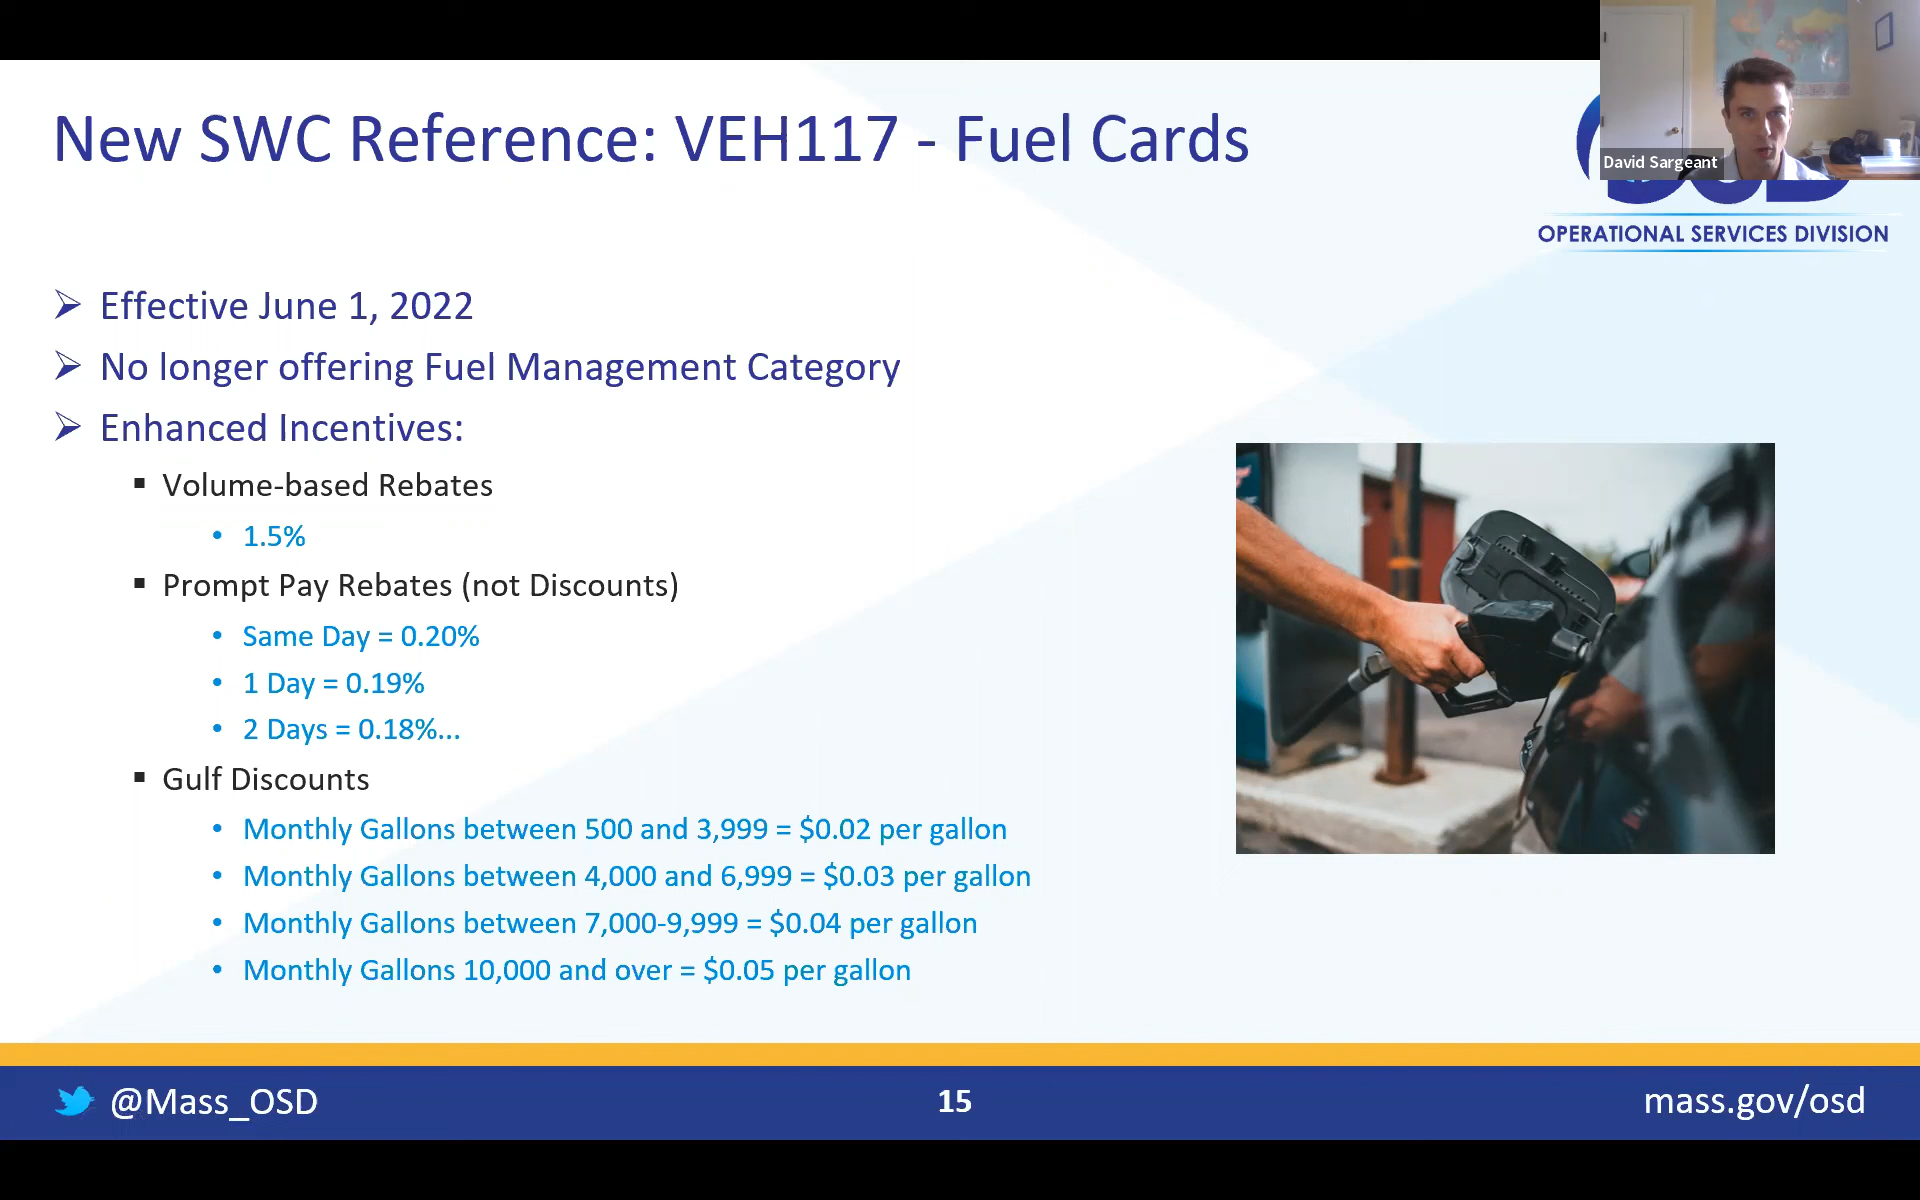 New SWC Reference: VEH117 - Fuel Cards
David Sargeant
OPERATIONAL SERVICES DIVISION
➢ Effective June 1, 2022
➢ No longer offering Fuel Management Category
➢ Enhanced Incentives:
▪ Volume-based Rebates
• 1.5%
▪ Prompt Pay Rebates (not Discounts)
• Same Day = 0.20%
• 1 Day = 0.19%
• 2 Days = 0.18%...
▪ Gulf Discounts
• Monthly Gallons between 500 and 3,999 = $0.02 per gallon
• Monthly Gallons between 4,000 and 6,999 = $0.03 per gallon
• Monthly Gallons between 7,000-9,999 = $0.04 per gallon
• Monthly Gallons 10,000 and over = $0.05 per gallon
@Mass_OSD
15
mass.gov/osd